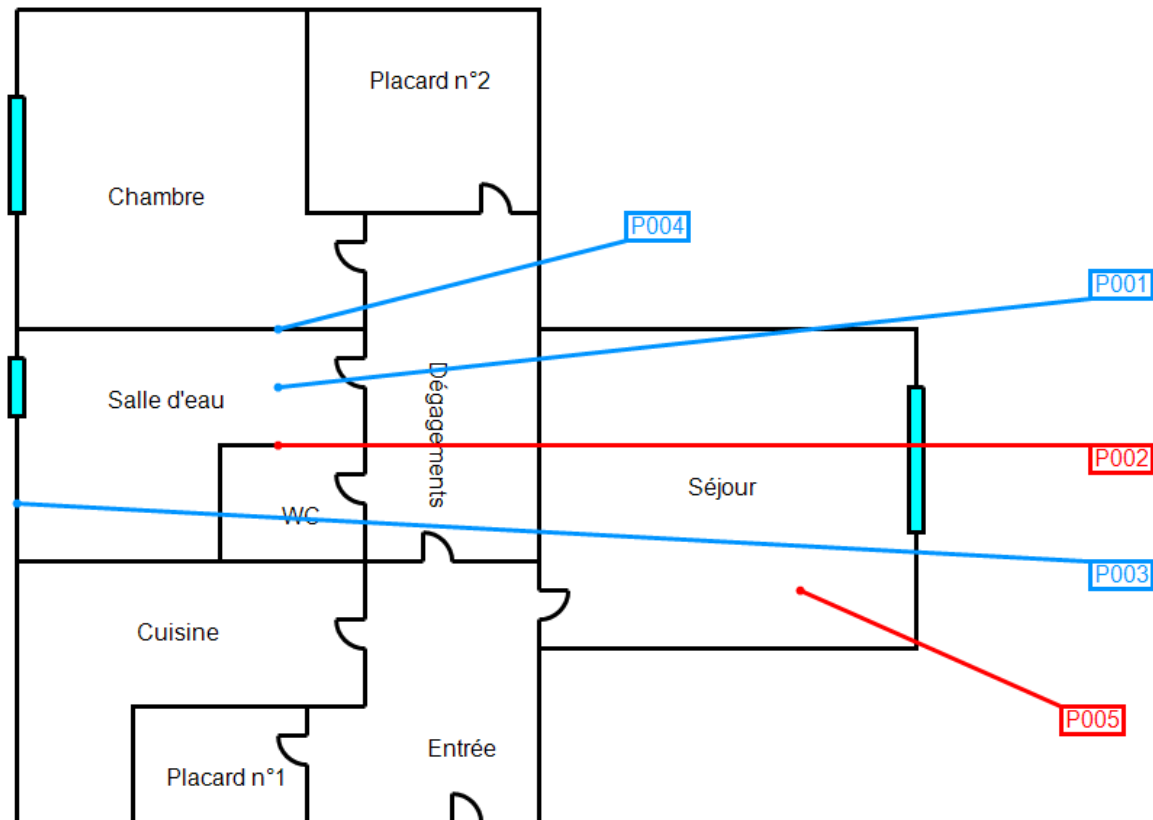 Placard n°2
Chambre
P004
P001
Salle d'eau
Dégagements
P002
Séjour
WC
P003
Cuisine
P005
Entrée
Placard n°1